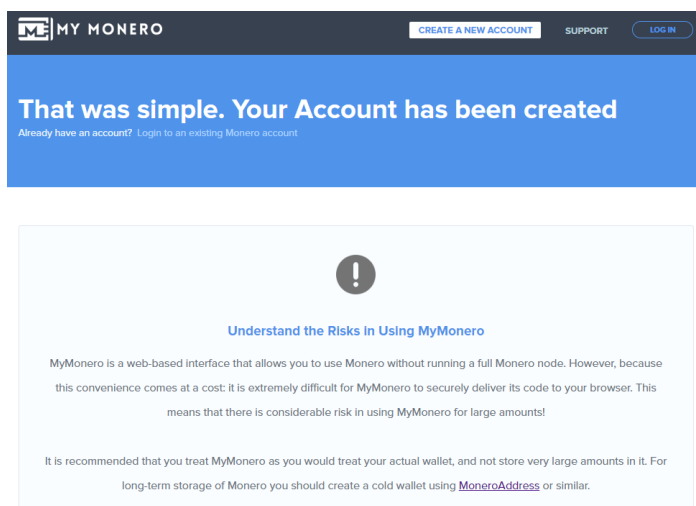 ME MY MONERO
CREATE A NEW ACCOUNT
SUPPORT
LOG IN
That was simple. Your Account has been created
Already have an account? Login to an existing Monero account
Understand the Risks in Using MyMonero
MyMonero is a web-based interface that allows you to use Monero without running a full Monero node. However, because
this convenience comes at a cost: it is extremely difficult for MyMonero to securely deliver its code to your browser. This
means that there is considerable risk in using MyMonero for large amounts!
It is recommended that you treat MyMonero as you would treat your actual wallet, and not store very large amounts in it. For
long-term storage of Monero you should create a cold wallet using MoneroAddress or similar.